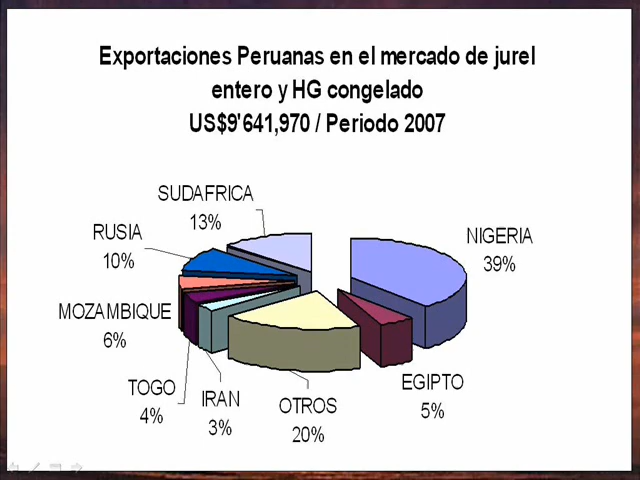 Exportaciones Peruanas en el mercado de jurel
entero y HG congelado
US$9'641,970 / Periodo 2007
SUDAFRICA
13%
RUSIA
10%
NIGERIA
39%
MOZAMBIQUE
6%
TOGO
4%
IRAN
3%
OTROS
20%
EGIPTO
5%